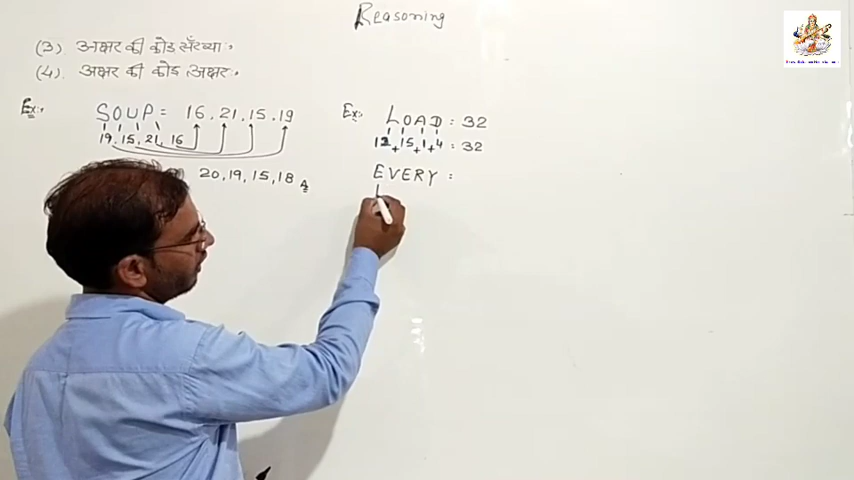 Reasoning
(3). अक्षर की कोड सँख्या :
(4). अक्षर की कोड अक्षर :
Ex:- SOUP = 16, 21, 15, 19
19, 15, 21, 16
20, 19, 15, 18 A
Ex:- LOAD = 32
12 + 15 + 1 + 4 = 32
EVERY =